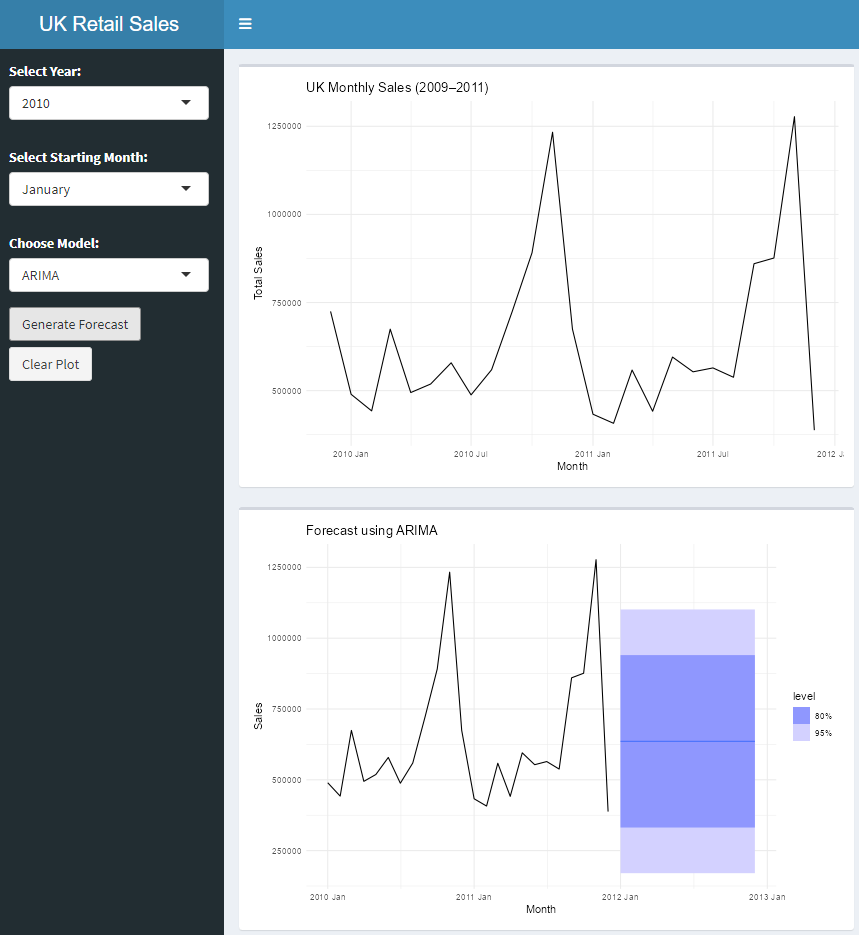 UK Retail Sales
Select Year:
2010
Select Starting Month:
January
Choose Model:
ARIMA
Generate Forecast
Clear Plot
UK Monthly Sales (2009–2011)
Total Sales
1250000
1000000
750000
500000
2010 Jan
2010 Jul
2011 Jan
2011 Jul
2012 J
Month
Forecast using ARIMA
Sales
1250000
1000000
750000
500000
250000
2010 Jan
2011 Jan
2012 Jan
2013 Jan
Month
level
80%
95%